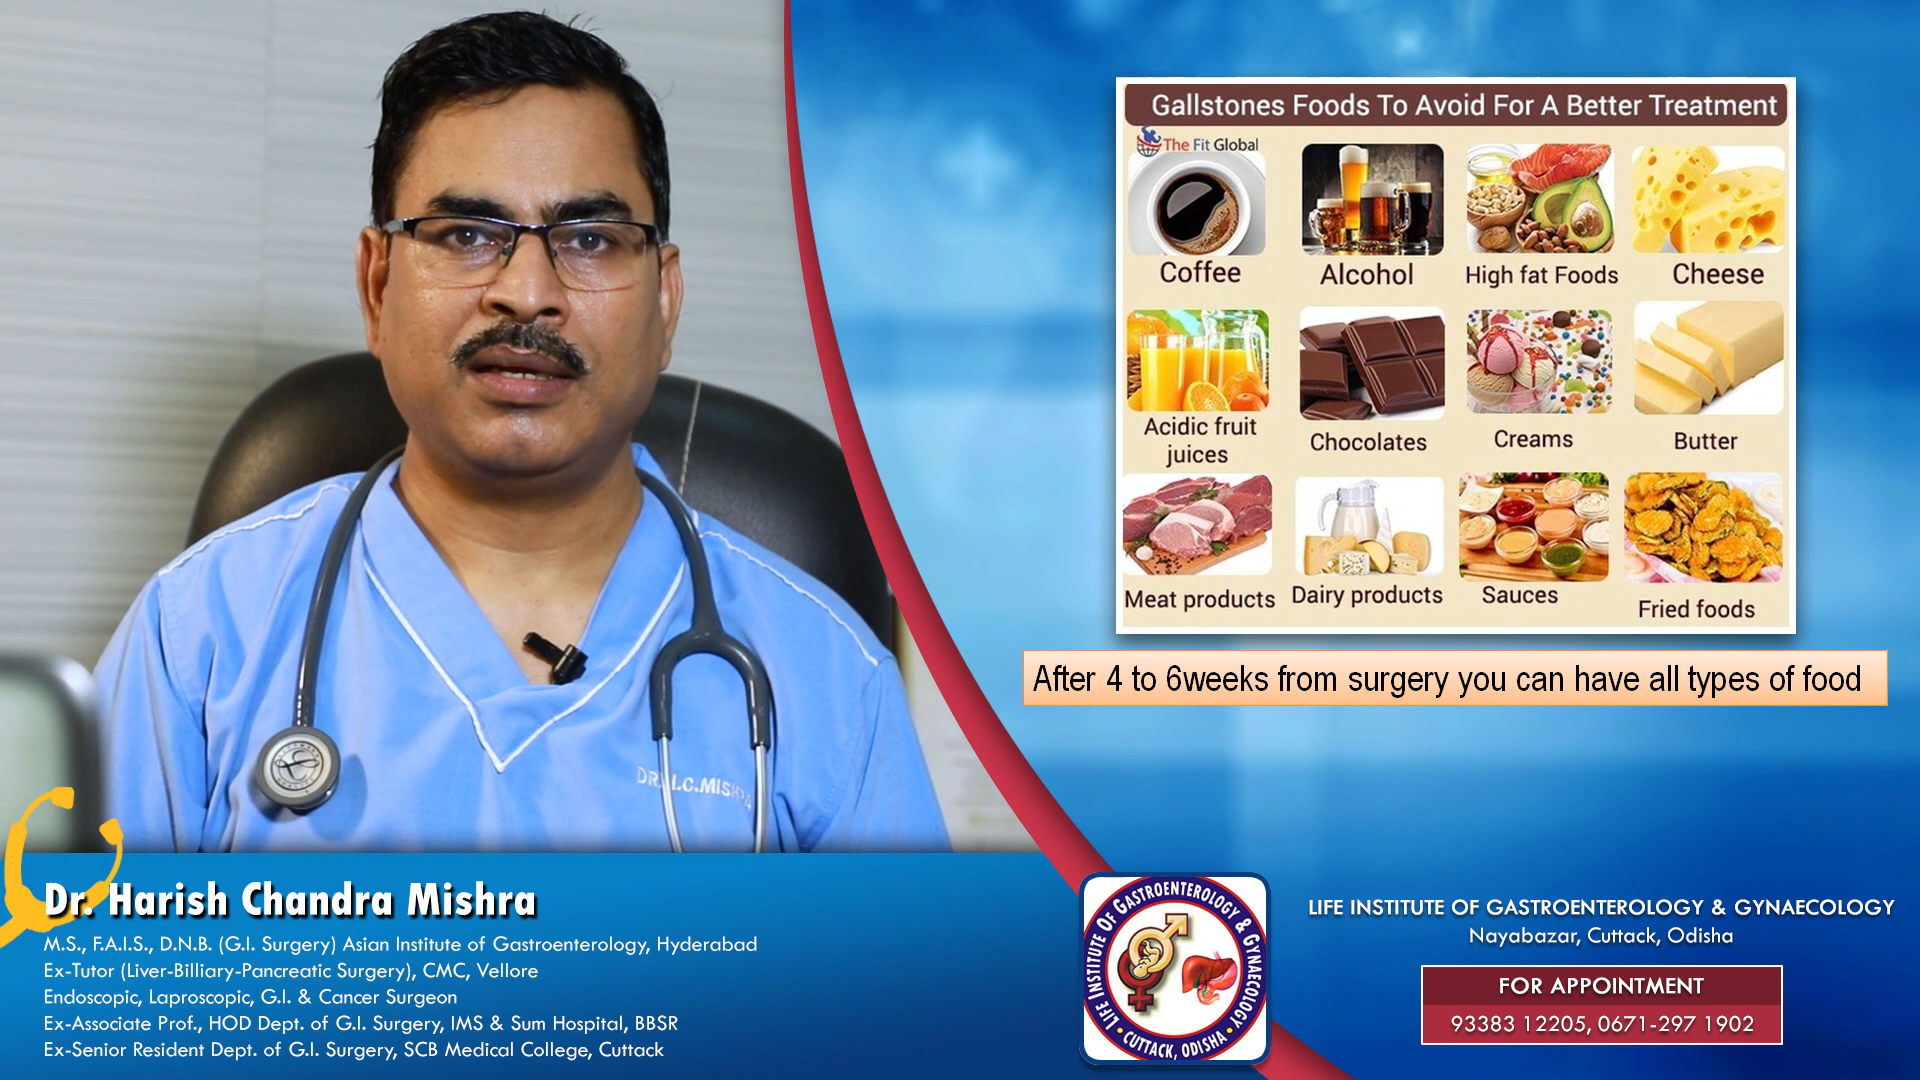 Gallstones Foods To Avoid For A Better Treatment
The Fit Global
Coffee
Alcohol
High fat Foods
Cheese
Acidic fruit
juices
Chocolates
Creams
Butter
Meat products
Dairy products
Sauces
Fried foods
After 4 to 6weeks from surgery you can have all types of food
Dr. Harish Chandra Mishra
M.S., F.A.I.S., D.N.B. (G.I. Surgery) Asian Institute of Gastroenterology, Hyderabad
Ex-Tutor (Liver-Billiary-Pancreatic Surgery), CMC, Vellore
Endoscopic, Laproscopic, G.I. & Cancer Surgeon
Ex-Associate Prof., HOD Dept. of G.I. Surgery, IMS & Sum Hospital, BBSR
Ex-Senior Resident Dept. of G.I. Surgery, SCB Medical College, Cuttack
LIFE INSTITUTE OF GASTROENTEROLOGY & GYNAECOLOGY
CUTTACK, ODISHA
LIFE INSTITUTE OF GASTROENTEROLOGY & GYNAECOLOGY
Nayabazar, Cuttack, Odisha
FOR APPOINTMENT
93383 12205, 0671-297 1902